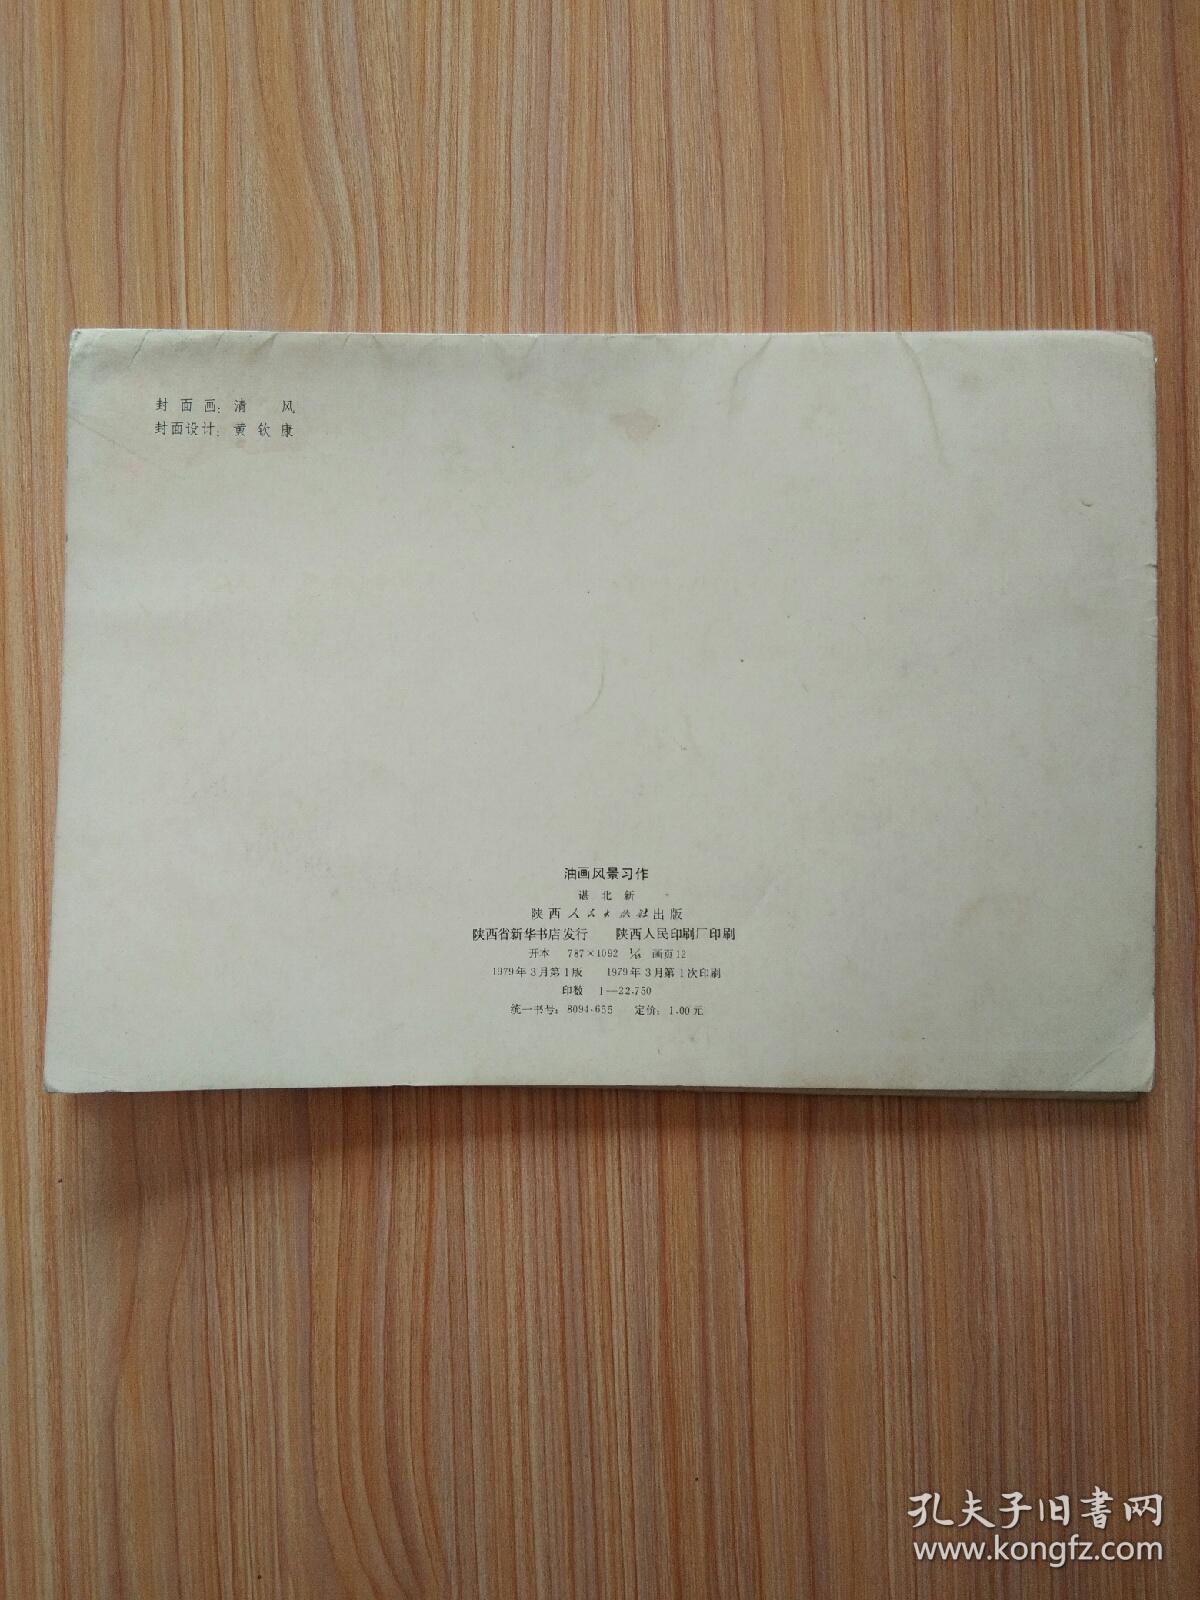 封面画：清　风
封面设计：黄钦康
油画风景习作
谌北新
陕西人民出版社出版
陕西省新华书店发行　陕西人民印刷厂印刷
开本 787×1092 1/16 画页12
1979年3月第1版　1979年3月第1次印刷
印数 1—22,750
统一书号：8094·655　定价：1.00元
孔夫子旧書网
www.kongfz.com